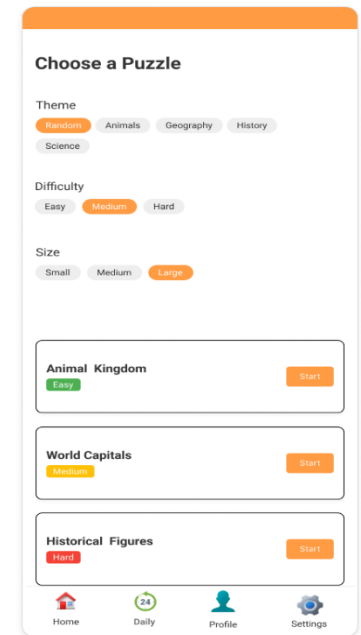 Choose a Puzzle
Theme
Random Animals Geography History
Science
Difficulty
Easy Medium Hard
Size
Small Medium Large
Animal Kingdom
Easy
Start
World Capitals
Medium
Start
Historical Figures
Hard
Start
24
Home Daily Profile Settings